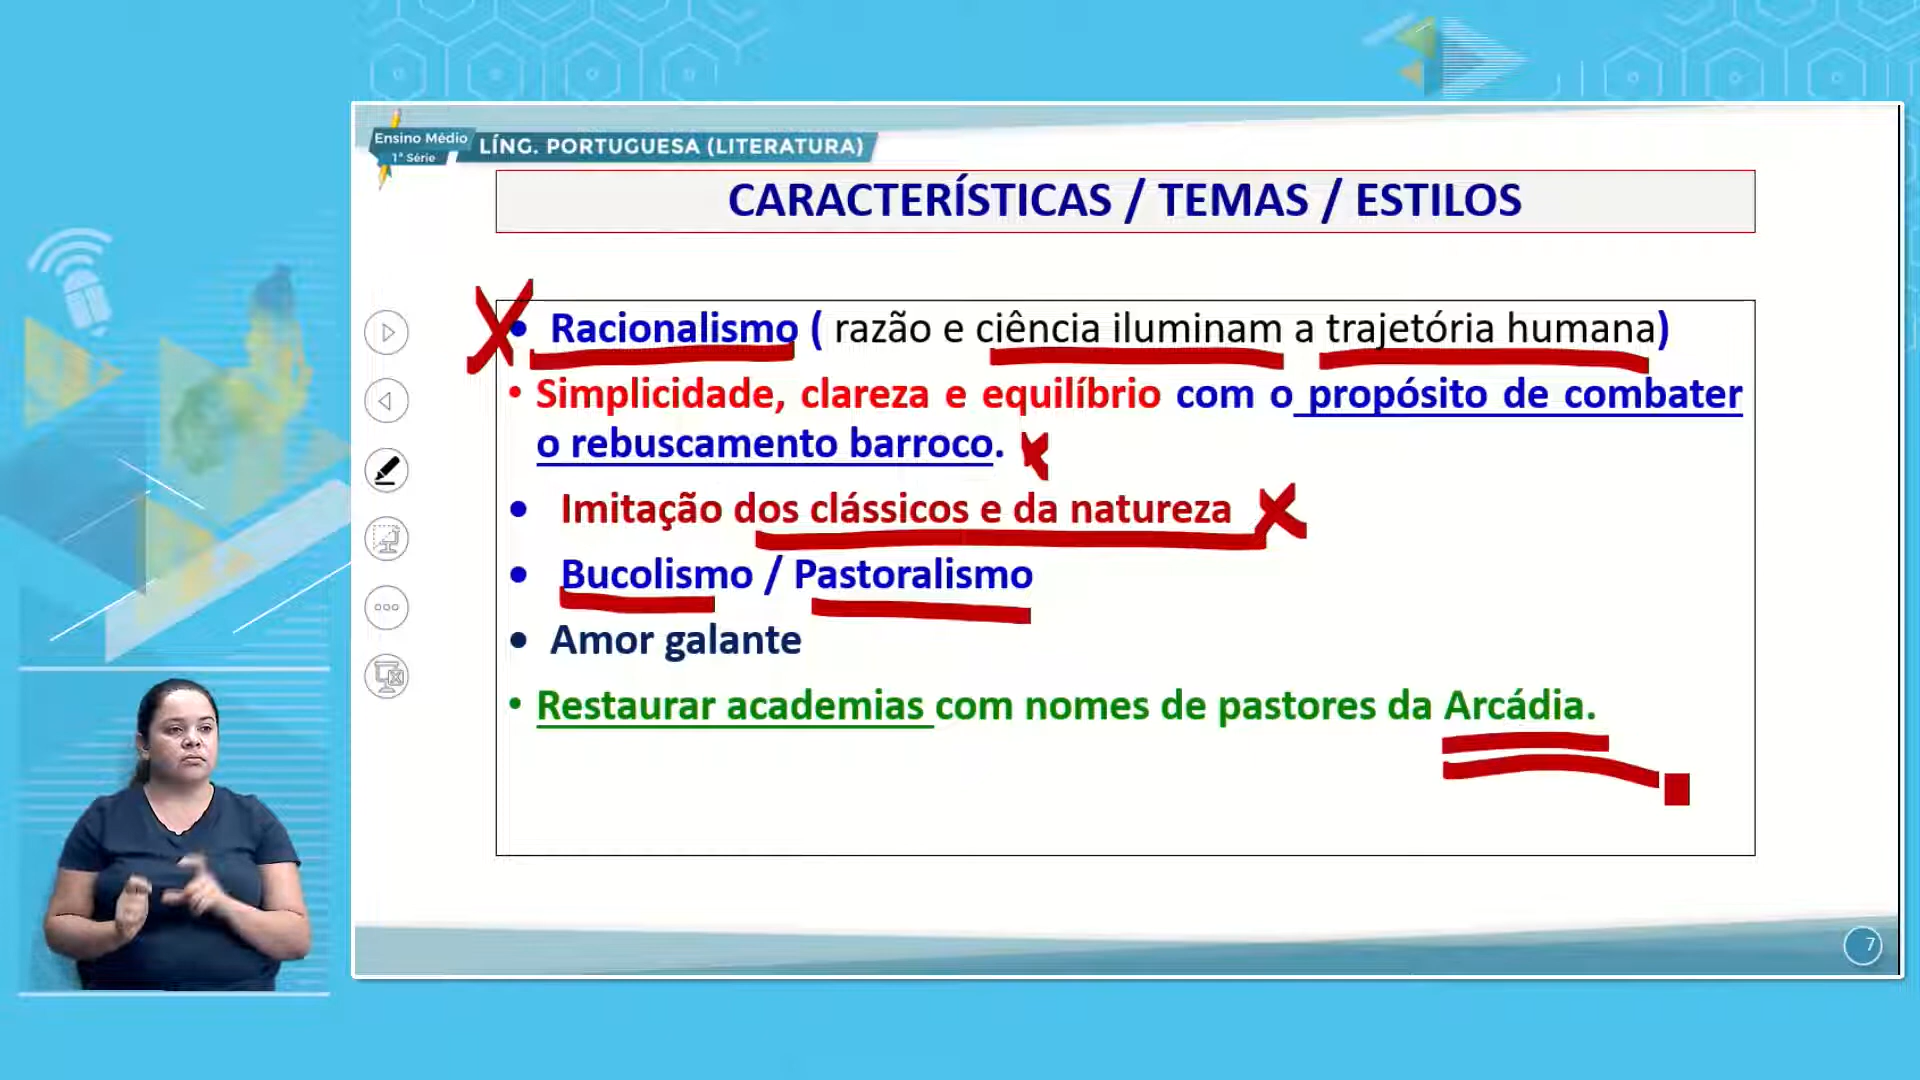 Ensino Médio
1ª Série
LÍNG. PORTUGUESA (LITERATURA)
CARACTERÍSTICAS / TEMAS / ESTILOS
• Racionalismo ( razão e ciência iluminam a trajetória humana)
• Simplicidade, clareza e equilíbrio com o propósito de combater
o rebuscamento barroco.
• Imitação dos clássicos e da natureza
• Bucolismo / Pastoralismo
• Amor galante
• Restaurar academias com nomes de pastores da Arcádia.
7